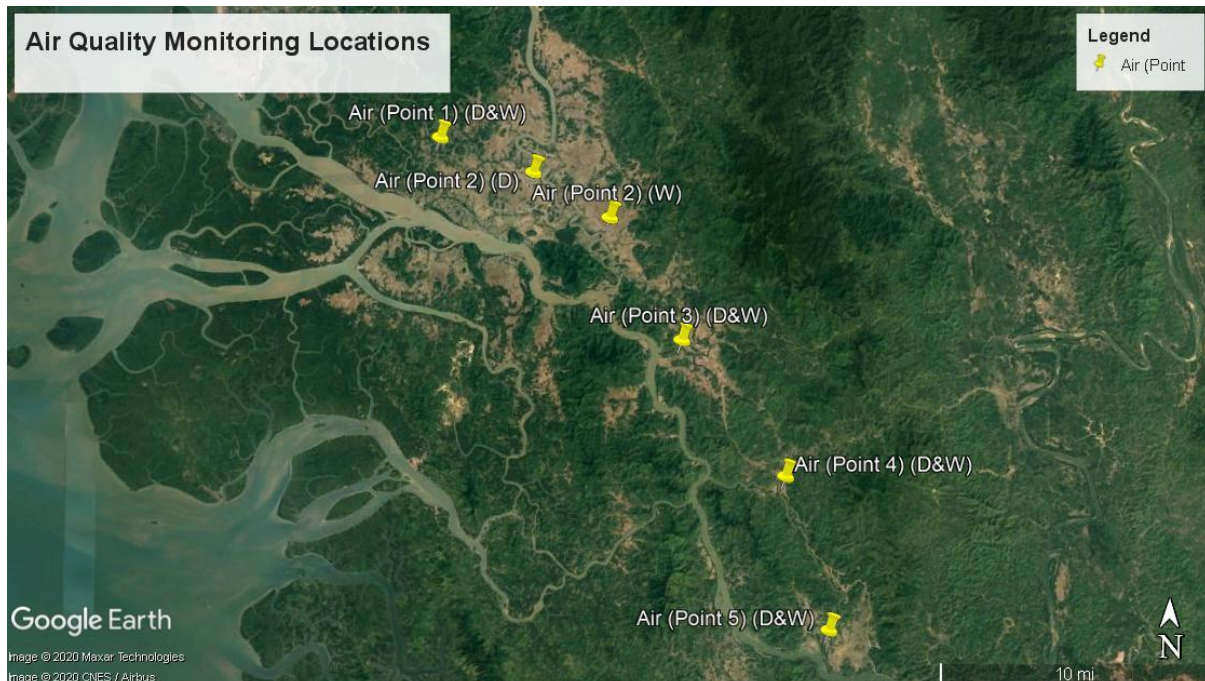 Air Quality Monitoring Locations
Legend
Air (Point
Air (Point 1) (D&W)
Air (Point 2) (D)
Air (Point 2) (W)
Air (Point 3) (D&W)
Air (Point 4) (D&W)
Air (Point 5) (D&W)
Google Earth
Image © 2020 Maxar Technologies
Image © 2020 CNES / Airbus
N
10 mi